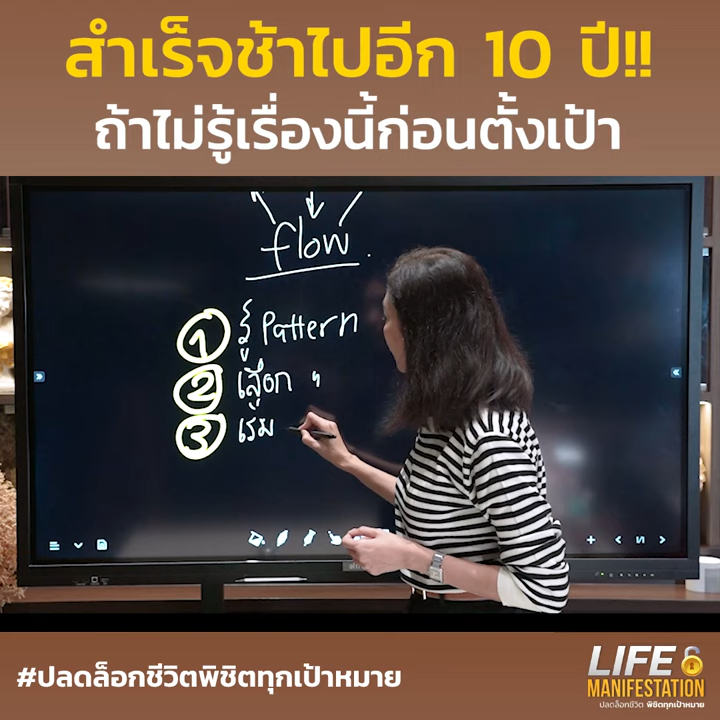 สำเร็จช้าไปอีก 10 ปี!!
ถ้าไม่รู้เรื่องนี้ก่อนตั้งเป้า
flow
1 รู้ Pattern
2 เลือก "
3 เริ่ม
#ปลดล็อกชีวิตพิชิตทุกเป้าหมาย
LIFE
MANIFESTATION
ปลดล็อกชีวิต พิชิตทุกเป้าหมาย